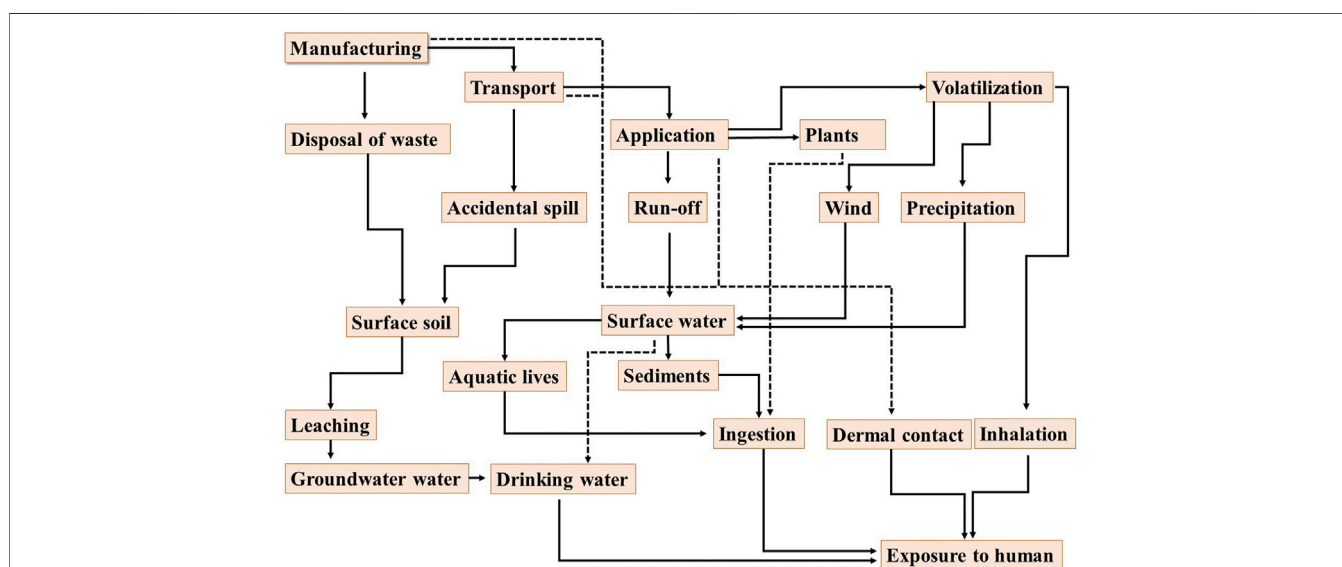 Manufacturing
Transport
Volatilization
Disposal of waste
Application
Plants
Accidental spill
Run-off
Wind
Precipitation
Surface soil
Surface water
Aquatic lives
Sediments
Leaching
Ingestion
Dermal contact
Inhalation
Groundwater water
Drinking water
Exposure to human